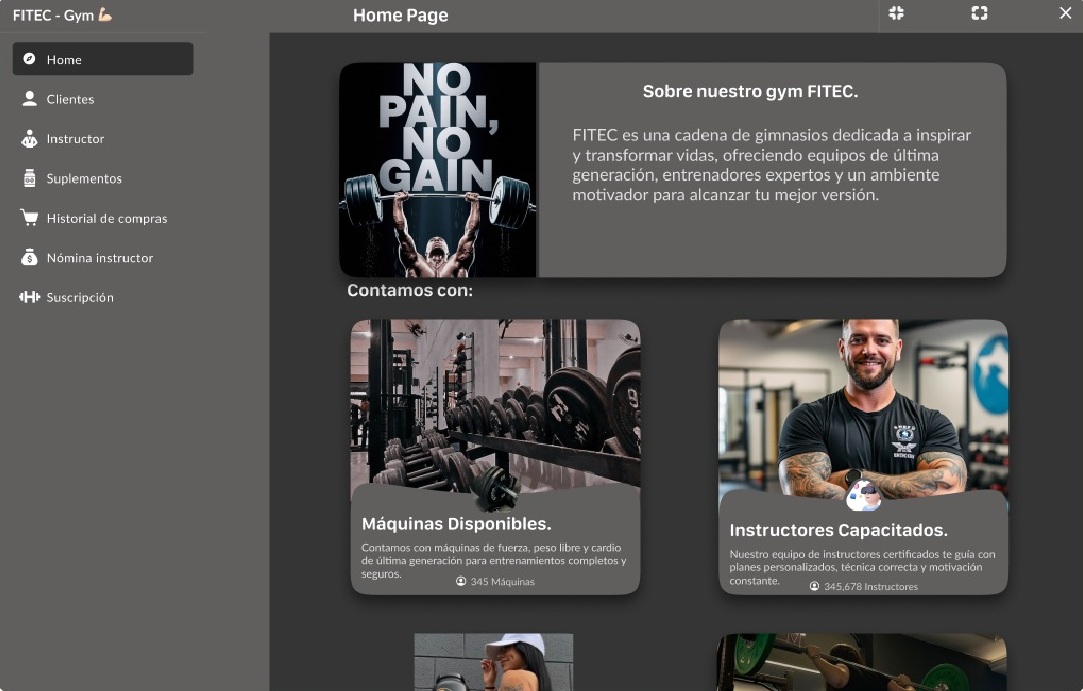 FITEC - Gym 💪🏻
Home Page
Home
Clientes
Instructor
Suplementos
Historial de compras
Nómina instructor
Suscripción
NO
PAIN,
NO
GAIN
Sobre nuestro gym FITEC.
FITEC es una cadena de gimnasios dedicada a inspirar
y transformar vidas, ofreciendo equipos de última
generación, entrenadores expertos y un ambiente
motivador para alcanzar tu mejor versión.
Contamos con:
Máquinas Disponibles.
Contamos con máquinas de fuerza, peso libre y cardio
de última generación para entrenamientos completos y
seguros.
345 Máquinas
Instructores Capacitados.
Nuestro equipo de instructores certificados te guía con
planes personalizados, técnica correcta y motivación
constante.
345,678 Instructores